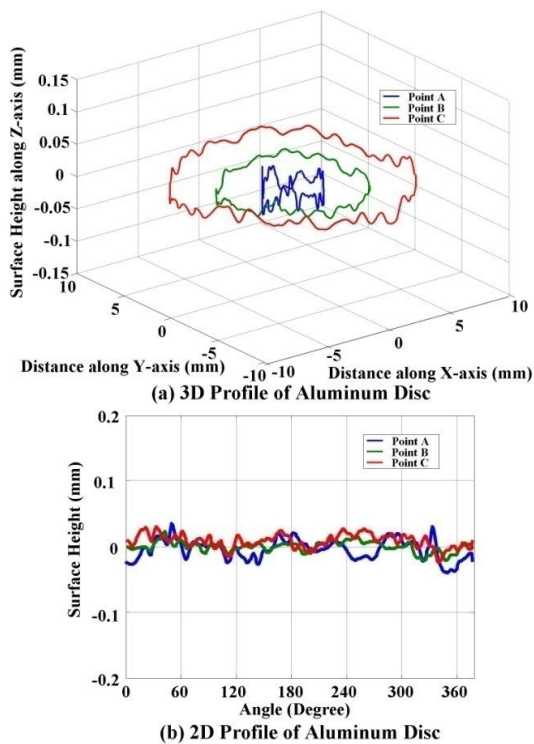 0.15
0.1
0.05
0
-0.05
-0.1
-0.15
Surface Height along Z-axis (mm)
Point A
Point B
Point C
10
5
0
-5
-10
Distance along Y-axis (mm)
-10
-5
0
5
10
Distance along X-axis (mm)
(a) 3D Profile of Aluminum Disc
0.2
0.1
0
-0.1
-0.2
Surface Height (mm)
Point A
Point B
Point C
0 60 120 180 240 300 360
Angle (Degree)
(b) 2D Profile of Aluminum Disc